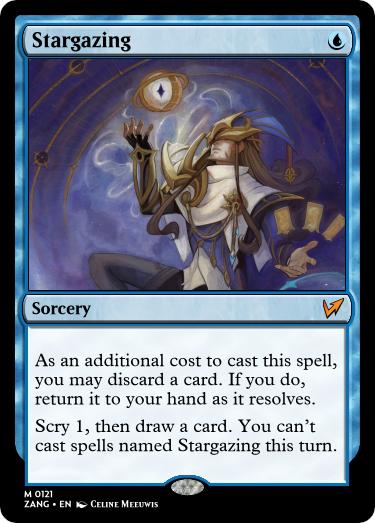 Stargazing
Sorcery
As an additional cost to cast this spell,
you may discard a card. If you do,
return it to your hand as it resolves.
Scry 1, then draw a card. You can't
cast spells named Stargazing this turn.
M 0121
ZANG • EN Celine Meeuwis